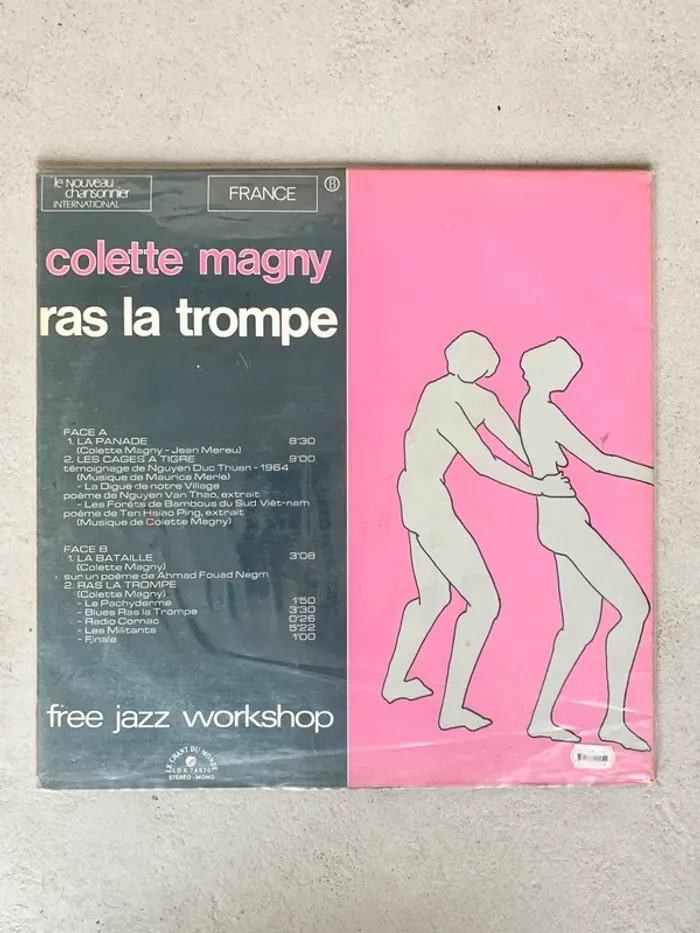 le nouveau
chansonnier
INTERNATIONAL
FRANCE
B
colette magny
ras la trompe
FACE A
1. LA PANADE 8'30
(Colette Magny - Jean Mereu)
2. LES CAGES A TIGRE 9'00
témoignage de Nguyen Duc Thuan - 1964
(Musique de Maurice Merle)
- La Digue de notre Village
poème de Nguyen Van Thao, extrait
- Les Forêts de Bambous du Sud Viêt-nam
poème de Ten Hsiao Ping, extrait
(Musique de Colette Magny)
FACE B
1. LA BATAILLE 3'08
(Colette Magny)
sur un poème de Ahmad Fouad Negm
2. RAS LA TROMPE
(Colette Magny)
- Le Pachyderme 1'50
- Blues Ras la Trompe 3'30
- Radio Cornac 0'26
- Les Militants 5'22
- Finale 1'00
free jazz workshop
LE CHANT DU MONDE
LDX 74570
STEREO - MONO